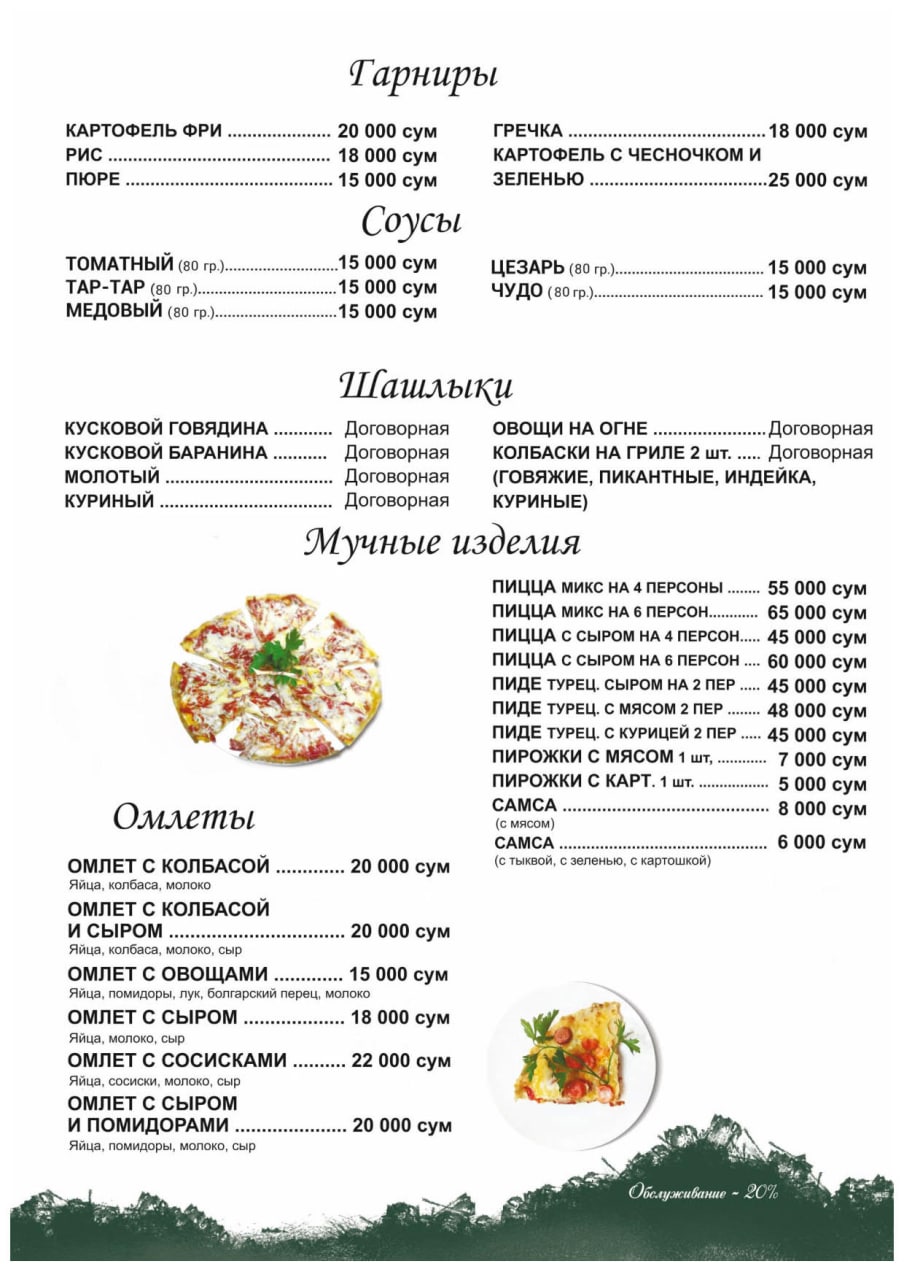 Гарниры
КАРТОФЕЛЬ ФРИ ..................... 20 000 сум
РИС ......................................... 18 000 сум
ПЮРЕ ...................................... 15 000 сум
ГРЕЧКА ..................................... 18 000 сум
КАРТОФЕЛЬ С ЧЕСНОЧКОМ И
ЗЕЛЕНЬЮ ..................................25 000 сум
Соусы
ТОМАТНЫЙ (80 гр.)............................15 000 сум
ТАР-ТАР (80 гр.)..................................15 000 сум
МЕДОВЫЙ (80 гр.)..............................15 000 сум
ЦЕЗАРЬ (80 гр.).................................... 15 000 сум
ЧУДО (80 гр.)......................................... 15 000 сум
Шашлыки
КУСКОВОЙ ГОВЯДИНА ............ Договорная
КУСКОВОЙ БАРАНИНА ........... Договорная
МОЛОТЫЙ ................................ Договорная
КУРИНЫЙ ................................. Договорная
ОВОЩИ НА ОГНЕ .....................Договорная
КОЛБАСКИ НА ГРИЛЕ 2 шт. ..... Договорная
(ГОВЯЖИЕ, ПИКАНТНЫЕ, ИНДЕЙКА,
КУРИНЫЕ)
Мучные изделия
ПИЦЦА МИКС НА 4 ПЕРСОНЫ ........ 55 000 сум
ПИЦЦА МИКС НА 6 ПЕРСОН............ 65 000 сум
ПИЦЦА С СЫРОМ НА 4 ПЕРСОН..... 45 000 сум
ПИЦЦА С СЫРОМ НА 6 ПЕРСОН .... 60 000 сум
ПИДЕ ТУРЕЦ. СЫРОМ НА 2 ПЕР ..... 45 000 сум
ПИДЕ ТУРЕЦ. С МЯСОМ 2 ПЕР ........ 48 000 сум
ПИДЕ ТУРЕЦ. С КУРИЦЕЙ 2 ПЕР ..... 45 000 сум
ПИРОЖКИ С МЯСОМ 1 шт, ............ 7 000 сум
ПИРОЖКИ С КАРТ. 1 шт. ................. 5 000 сум
САМСА ....................................... 8 000 сум
(с мясом)
САМСА .................................................. 6 000 сум
(с тыквой, с зеленью, с картошкой)
Омлеты
ОМЛЕТ С КОЛБАСОЙ ............. 20 000 сум
Яйца, колбаса, молоко
ОМЛЕТ С КОЛБАСОЙ
И СЫРОМ ................................. 20 000 сум
Яйца, колбаса, молоко, сыр
ОМЛЕТ С ОВОЩАМИ ............. 15 000 сум
Яйца, помидоры, лук, болгарский перец, молоко
ОМЛЕТ С СЫРОМ ................... 18 000 сум
Яйца, молоко, сыр
ОМЛЕТ С СОСИСКАМИ .......... 22 000 сум
Яйца, сосиски, молоко, сыр
ОМЛЕТ С СЫРОМ
И ПОМИДОРАМИ ..................... 20 000 сум
Яйца, помидоры, молоко, сыр
Обслуживание ~ 20%